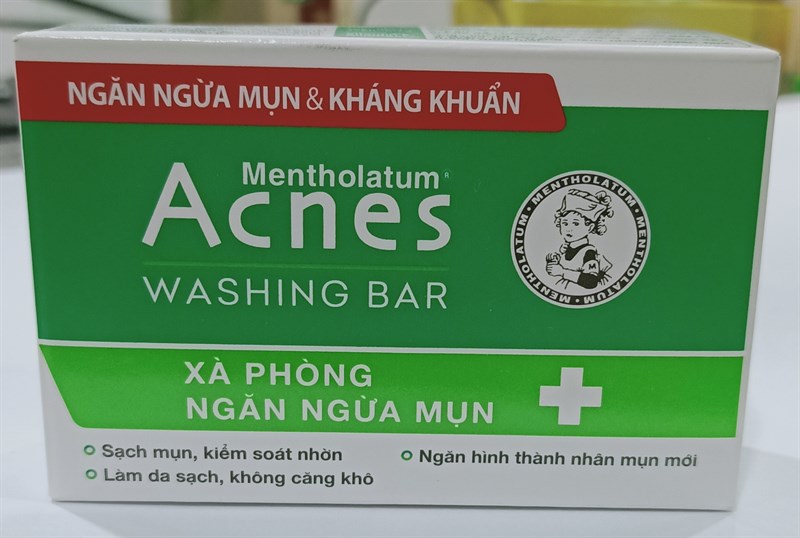 NGĂN NGỪA MỤN & KHÁNG KHUẨN
Mentholatum®
Acnes
WASHING BAR
MENTHOLATUM · MENTHOLATUM · MENTHOLATUM ·
M
XÀ PHÒNG
NGĂN NGỪA MỤN
Sạch mụn, kiểm soát nhờn
Làm da sạch, không căng khô
Ngăn hình thành nhân mụn mới